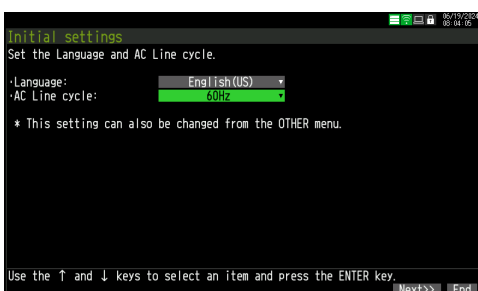 06/19/2024
08:04:05
Initial settings
Set the Language and AC Line cycle.
·Language: English(US)
·AC Line cycle: 60Hz
* This setting can also be changed from the OTHER menu.
Use the ↑ and ↓ keys to select an item and press the ENTER key.
Next>> End